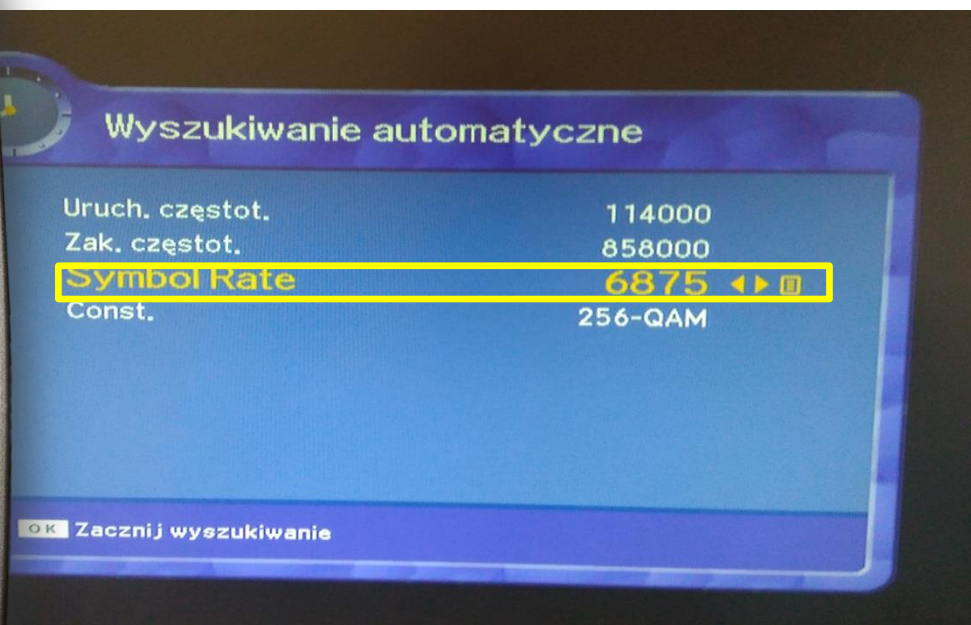 Wyszukiwanie automatyczne
Uruch. częstot. 114000
Zak. częstot. 858000
Symbol Rate 6875
Const. 256-QAM
OK Zacznij wyszukiwanie